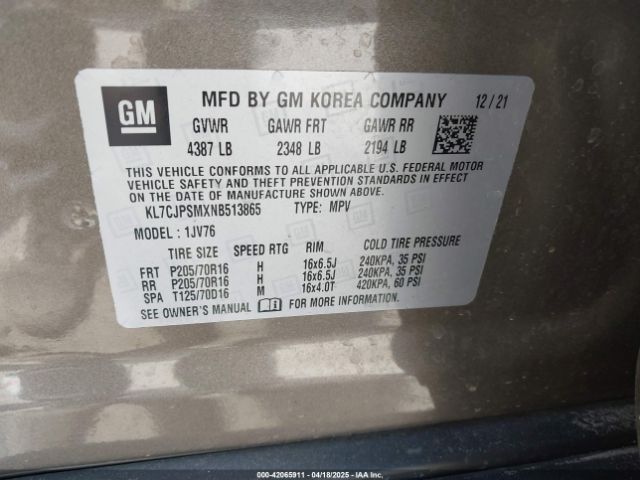 GM
MFD BY GM KOREA COMPANY 12/21
GVWR GAWR FRT GAWR RR
4387 LB 2348 LB 2194 LB
THIS VEHICLE CONFORMS TO ALL APPLICABLE U.S. FEDERAL MOTOR
VEHICLE SAFETY AND THEFT PREVENTION STANDARDS IN EFFECT
ON THE DATE OF MANUFACTURE SHOWN ABOVE.
KL7CJPSMXNB513865 TYPE: MPV
MODEL : 1JV76
TIRE SIZE SPEED RTG RIM COLD TIRE PRESSURE
FRT P205/70R16 H 16x6.5J 240KPA, 35 PSI
RR P205/70R16 H 16x6.5J 240KPA, 35 PSI
SPA T125/70D16 M 16x4.0T 420KPA, 60 PSI
SEE OWNER'S MANUAL FOR ADDITIONAL INFORMATION.
000-42065911 - 04/18/2025 - IAA Inc.